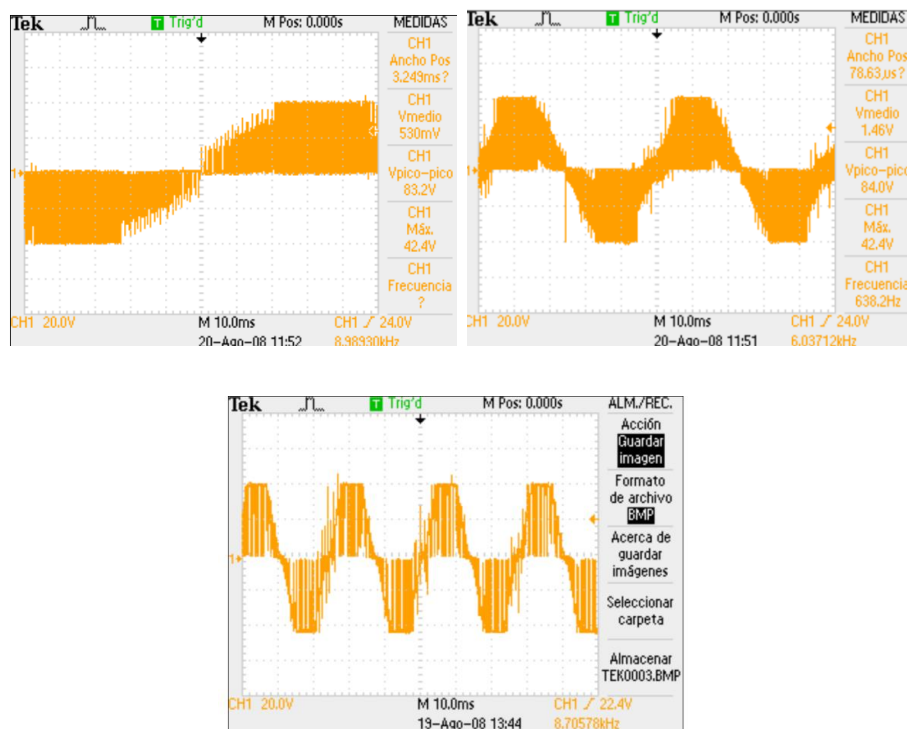 Tek Trig'd M Pos: 0.000s MEDIDAS
CH1
Ancho Pos
3.249ms?
CH1
Vmedio
530mV
CH1
Vpico-pico
83.2V
CH1
Máx.
42.4V
CH1
Frecuencia
?
1
CH1 20.0V M 10.0ms CH1 / 24.0V
20-Ago-08 11:52 8.98930kHz
Tek T Trig'd M Pos: 0.000s MEDIDAS
CH1
Ancho Pos
78.63µs?
CH1
Vmedio
1.46V
CH1
Vpico-pico
84.0V
CH1
Máx.
42.4V
CH1
Frecuencia
638.2Hz
1
CH1 20.0V M 10.0ms CH1 / 24.0V
20-Ago-08 11:51 6.03712kHz
Tek T Trig'd M Pos: 0.000s ALM./REC.
Acción
Guardar
imagen
Formato
de archivo
BMP
Acerca de
guardar
imágenes
Seleccionar
carpeta
Almacenar
TEK0003.BMP
1
CH1 20.0V M 10.0ms CH1 / 22.4V
19-Ago-08 13:44 8.70578kHz